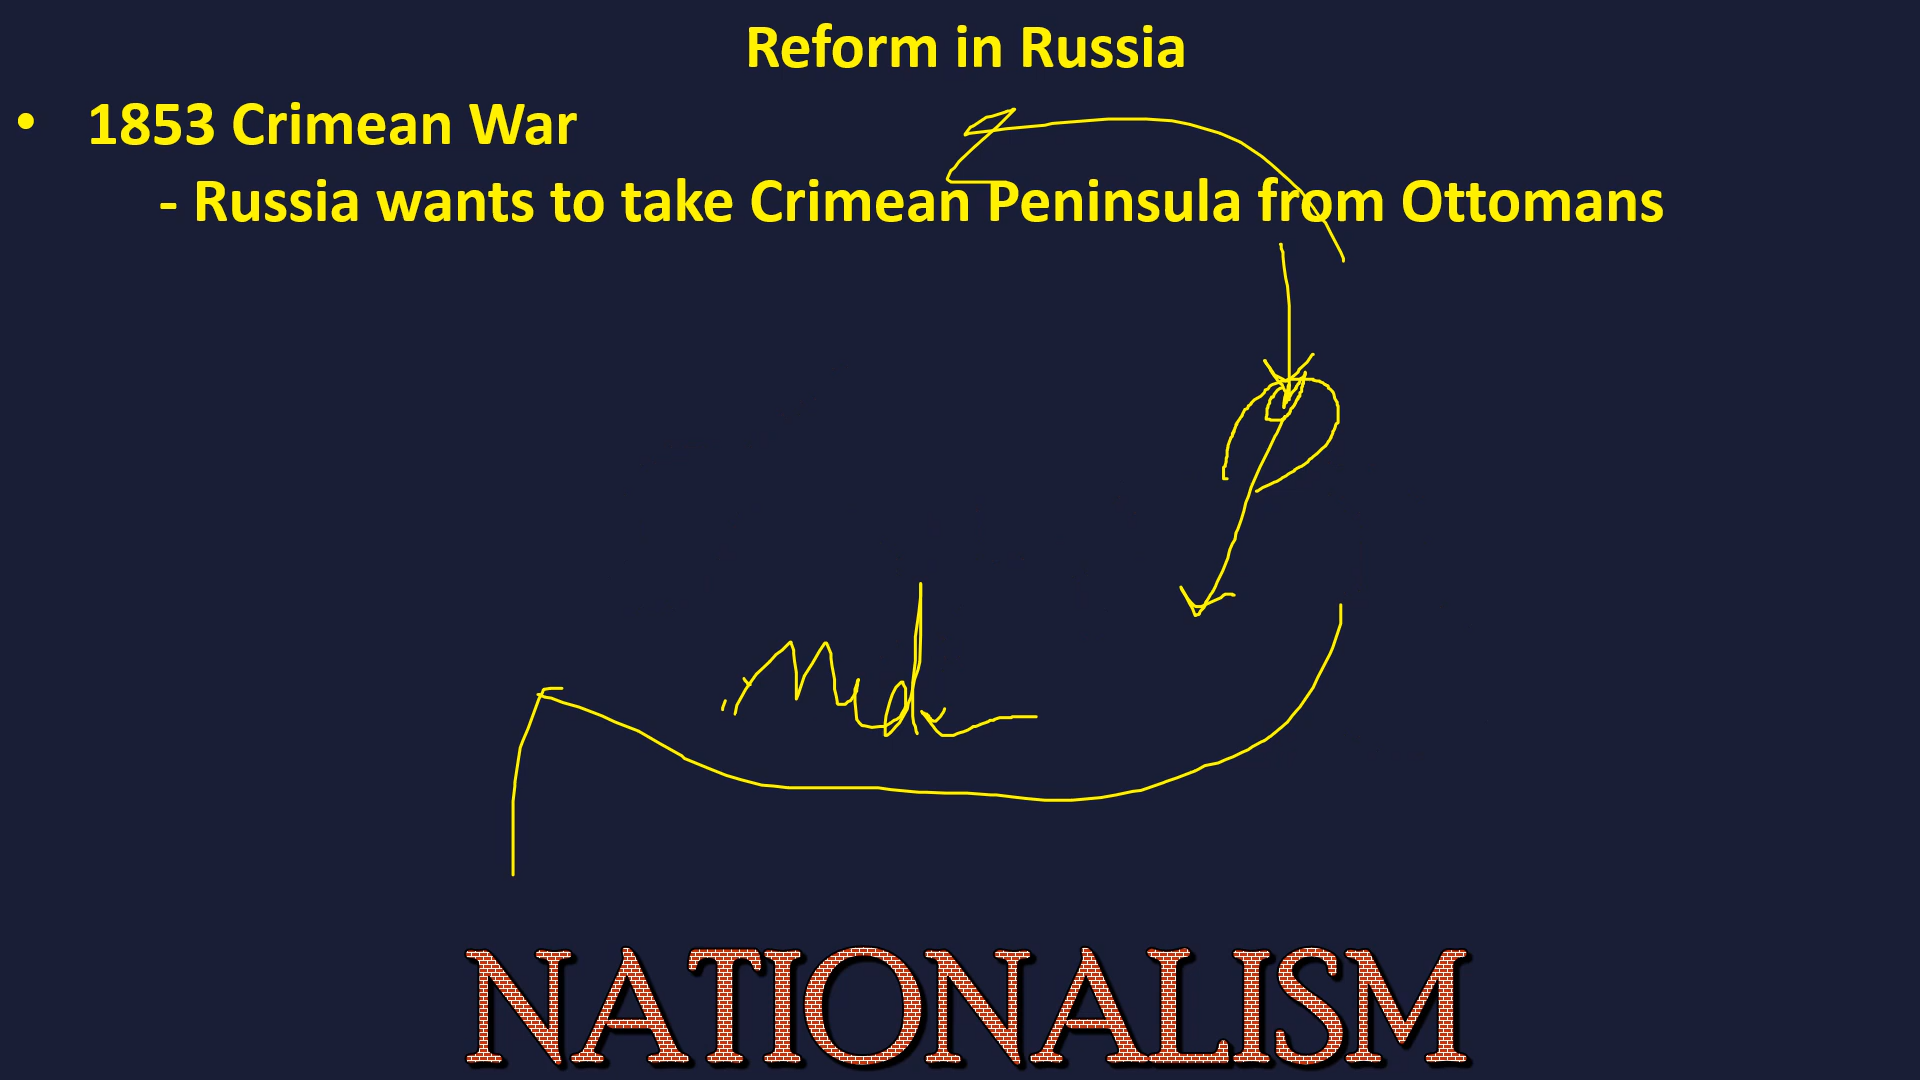 Reform in Russia
• 1853 Crimean War
- Russia wants to take Crimean Peninsula from Ottomans
NATIONALISM